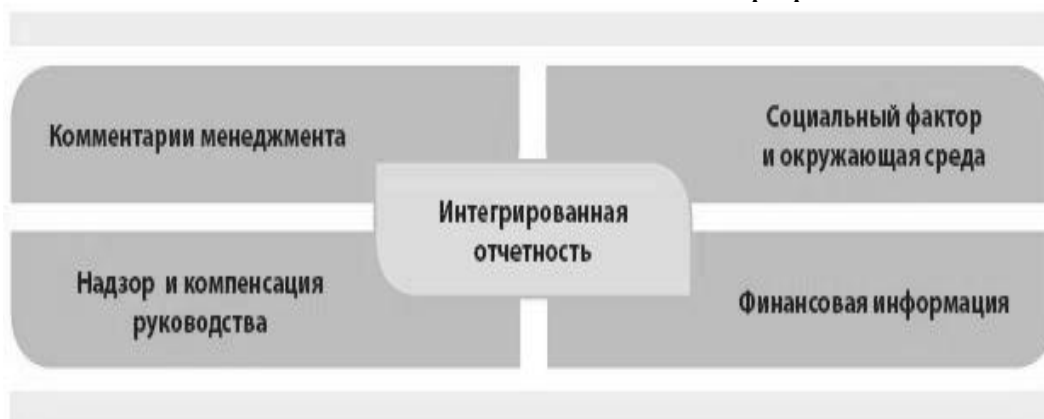 Комментарии менеджмента
Социальный фактор
и окружающая среда
Интегрированная
отчетность
Надзор и компенсация
руководства
Финансовая информация